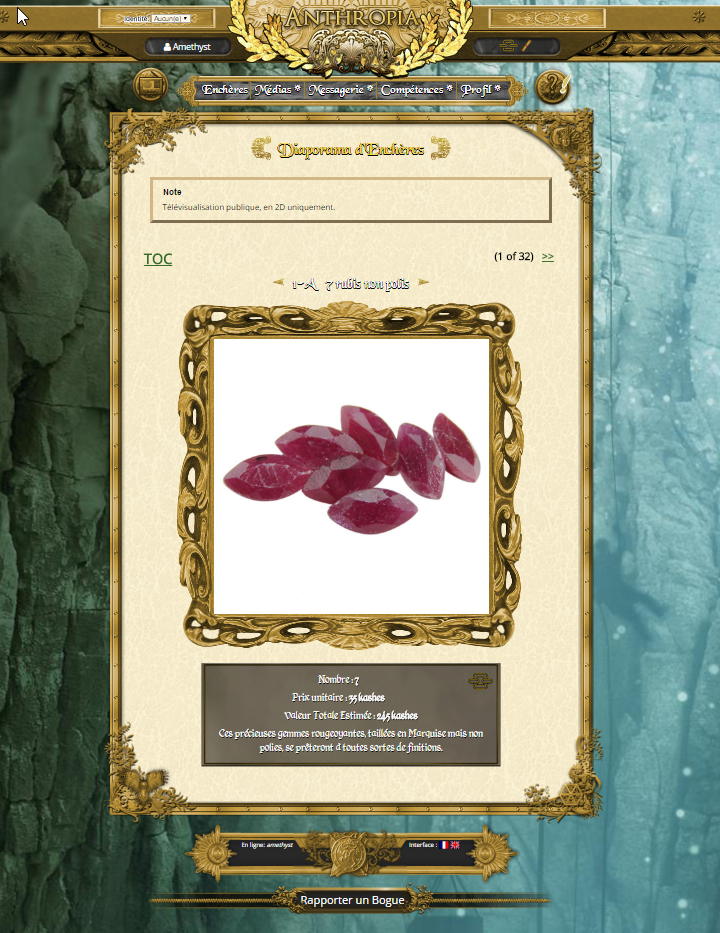 ANTHROPIA
Identité: Aucun(e)
Amethyst
Enchères Médias * Messagerie * Compétences * Profil *
Diaporama d'Enchères
Note
Télévisualisation publique, en 2D uniquement.
TOC
(1 of 32) >>
1-A 7 rubis non polis
Nombre : 7
Prix unitaire : 35 kashes
Valeur Totale Estimée : 245 kashes
Ces précieuses gemmes rougeoyantes, taillées en Marquise mais non
polies, se prêteront à toutes sortes de finitions.
En ligne: amethyst
Interface :
Rapporter un Bogue